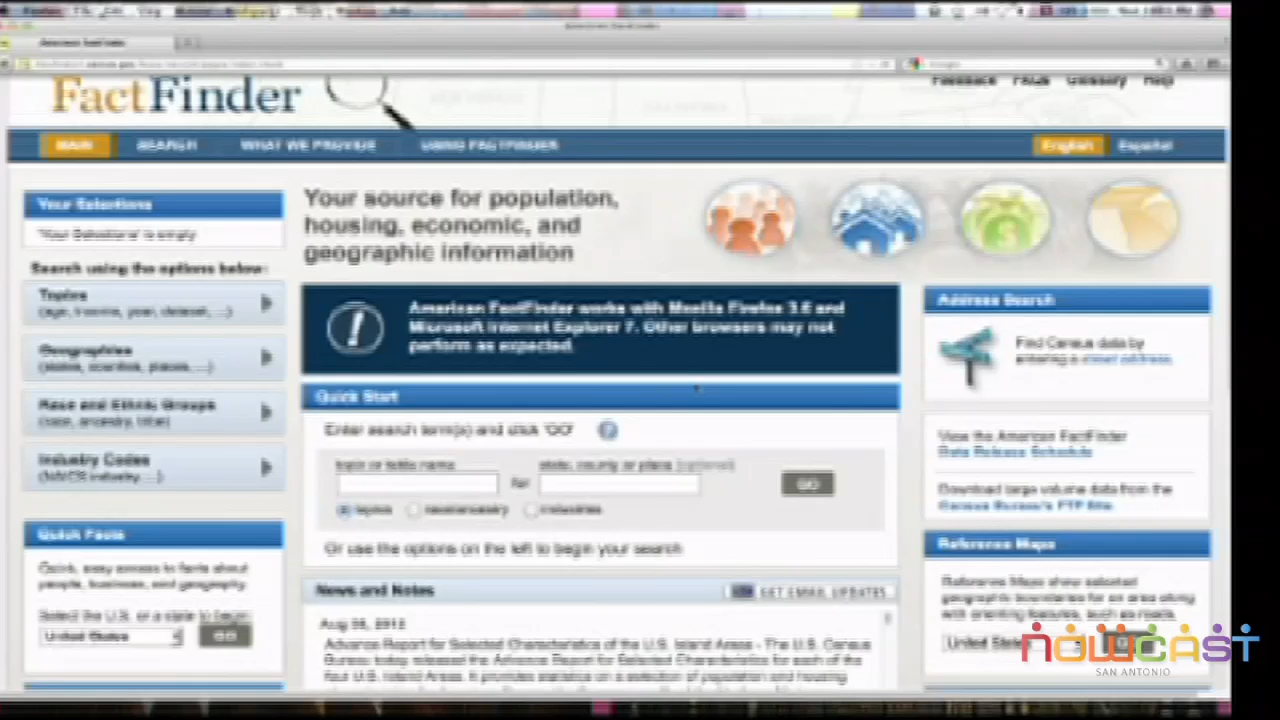 American FactFinder
Feedback FAQs Glossary Help
FactFinder
MAIN SEARCH WHAT WE PROVIDE USING FACTFINDER English Español
Your Selections
'Your Selections' is empty
Search using the options below:
Topics
(age, income, year, dataset, ...)
Geographies
(states, counties, places, ...)
Race and Ethnic Groups
(race, ancestry, tribe)
Industry Codes
(NAICS industry, ...)
Quick Facts
Quick, easy access to facts about
people, business, and geography.
Select the U.S. or a state to begin:
United States GO
Your source for population,
housing, economic, and
geographic information
American FactFinder works with Mozilla Firefox 3.6 and
Microsoft Internet Explorer 7. Other browsers may not
perform as expected.
Quick Start
Enter search term(s) and click 'GO'
topic or table name state, county or place (optional)
for GO
topics race/ancestry industries
Or use the options on the left to begin your search
News and Notes GET EMAIL UPDATES
Advance Report for Selected Characteristics of the U.S. Island Areas - The U.S. Census
Bureau today released the Advance Report for Selected Characteristics for each of the
four U.S. Island Areas. It provides statistics on a selection of population and housing
Address Search
Find Census data by
entering a street address.
View the American FactFinder
Data Release Schedule
Download large volume data from the
Census Bureau's FTP Site.
Reference Maps
Reference Maps show selected
geographic boundaries for an area along
with orienting features, such as roads.
United States
NOWCAST
SAN ANTONIO